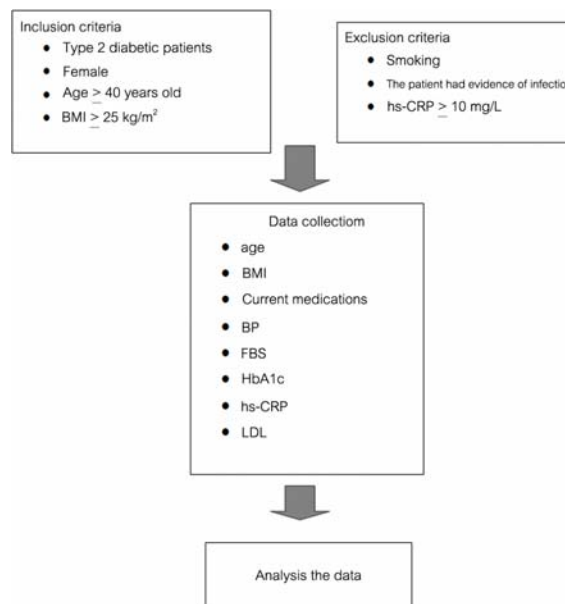 Inclusion criteria
● Type 2 diabetic patients
● Female
● Age ≥ 40 years old
● BMI ≥ 25 kg/m²
Exclusion criteria
● Smoking
● The patient had evidence of infectio
● hs-CRP ≥ 10 mg/L
Data collectiom
● age
● BMI
● Current medications
● BP
● FBS
● HbA1c
● hs-CRP
● LDL
Analysis the data